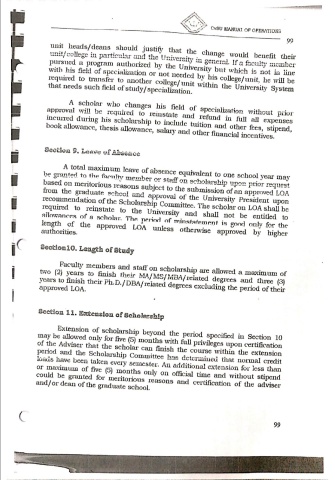 CvSU MANUAL OF OPERATIONS
99
unit heads/deans should justify that the change would benefit their
unit/college in particular and the University in general. If a faculty member
pursued a program authorized by the University but which is not in line
with his field of specialization or not needed by his college/unit, he will be
required to transfer to another college/unit within the University System
that needs such field of study/specialization.
A scholar who changes his field of specialization without prior
approval will be required to reinstate and refund in full all expenses
incurred during his scholarship to include tuition and other fees, stipend,
book allowance, thesis allowance, salary and other financial incentives.
Section 9. Leave of Absence
A total maximum leave of absence equivalent to one school year may
be granted to the faculty member or staff on scholarship upon prior request
based on meritorious reasons subject to the submission of an approved LOA
from the graduate school and approval of the University President upon
recommendation of the Scholarship Committee. The scholar on LOA shall be
required to reinstate to the University and shall not be entitled to
allowances of a scholar. The period of reinstatement is good only for the
length of the approved LOA unless otherwise approved by higher
authorities.
Section10. Length of Study
Faculty members and staff on scholarship are allowed a maximum of
two (2) years to finish their MA/MS/MBA/related degrees and three (3)
years to finish their Ph.D./DBA/related degrees excluding the period of their
approved LOA.
Section 11. Extension of Scholarship
Extension of scholarship beyond the period specified in Section 10
may be allowed only for five (5) months with full privileges upon certification
of the Adviser that the scholar can finish the course within the extension
period and the Scholarship Committee has determined that normal credit
loads have been taken every semester. An additional extension for less than
or maximum of five (5) months only on official time and without stipend
could be granted for meritorious reasons and certification of the adviser
and/or dean of the graduate school.
99